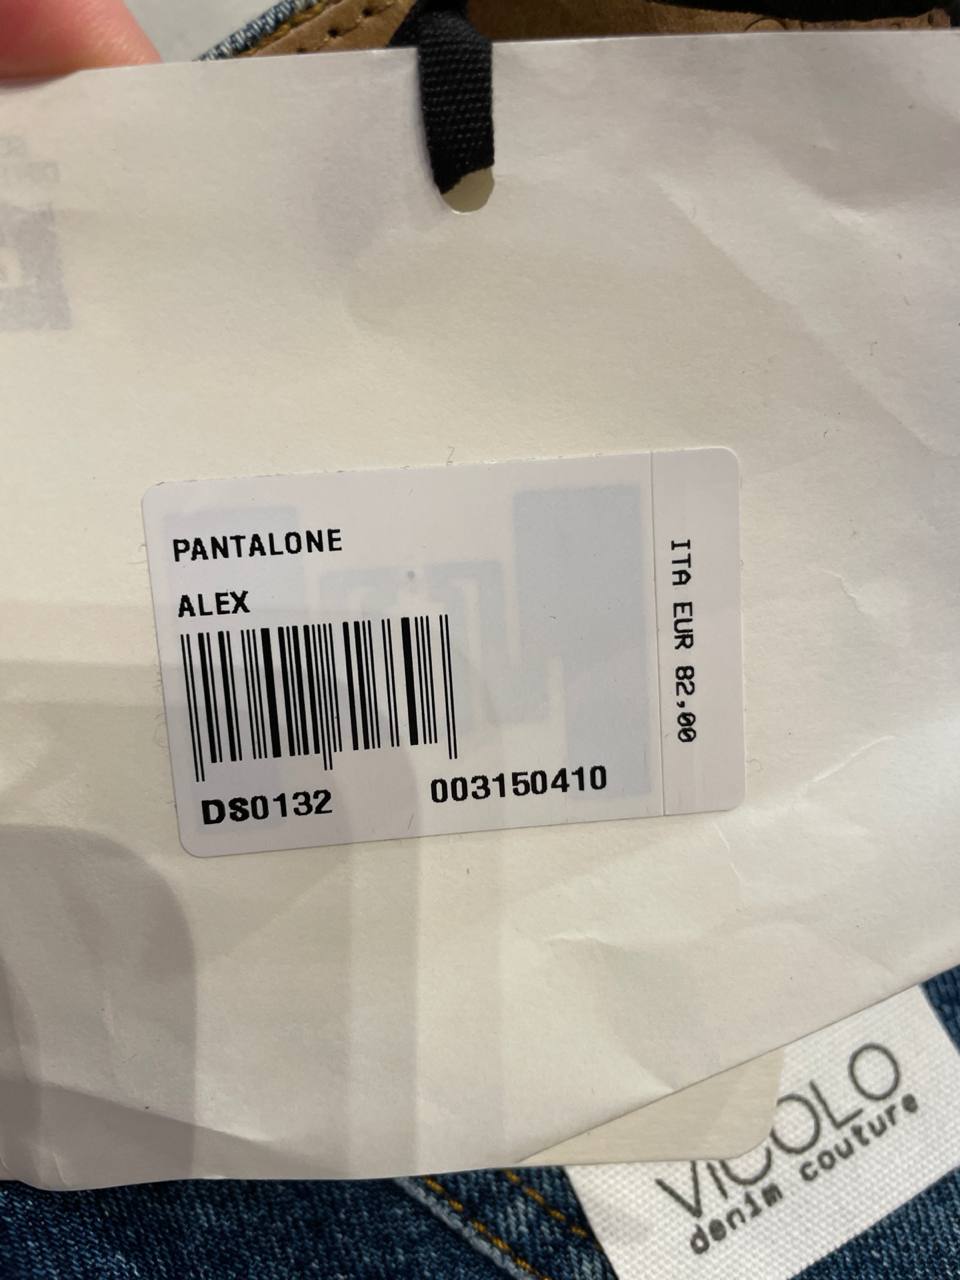 PANTALONE
ALEX
DS0132 003150410
ITA EUR 82,00
VICOLO
denim couture